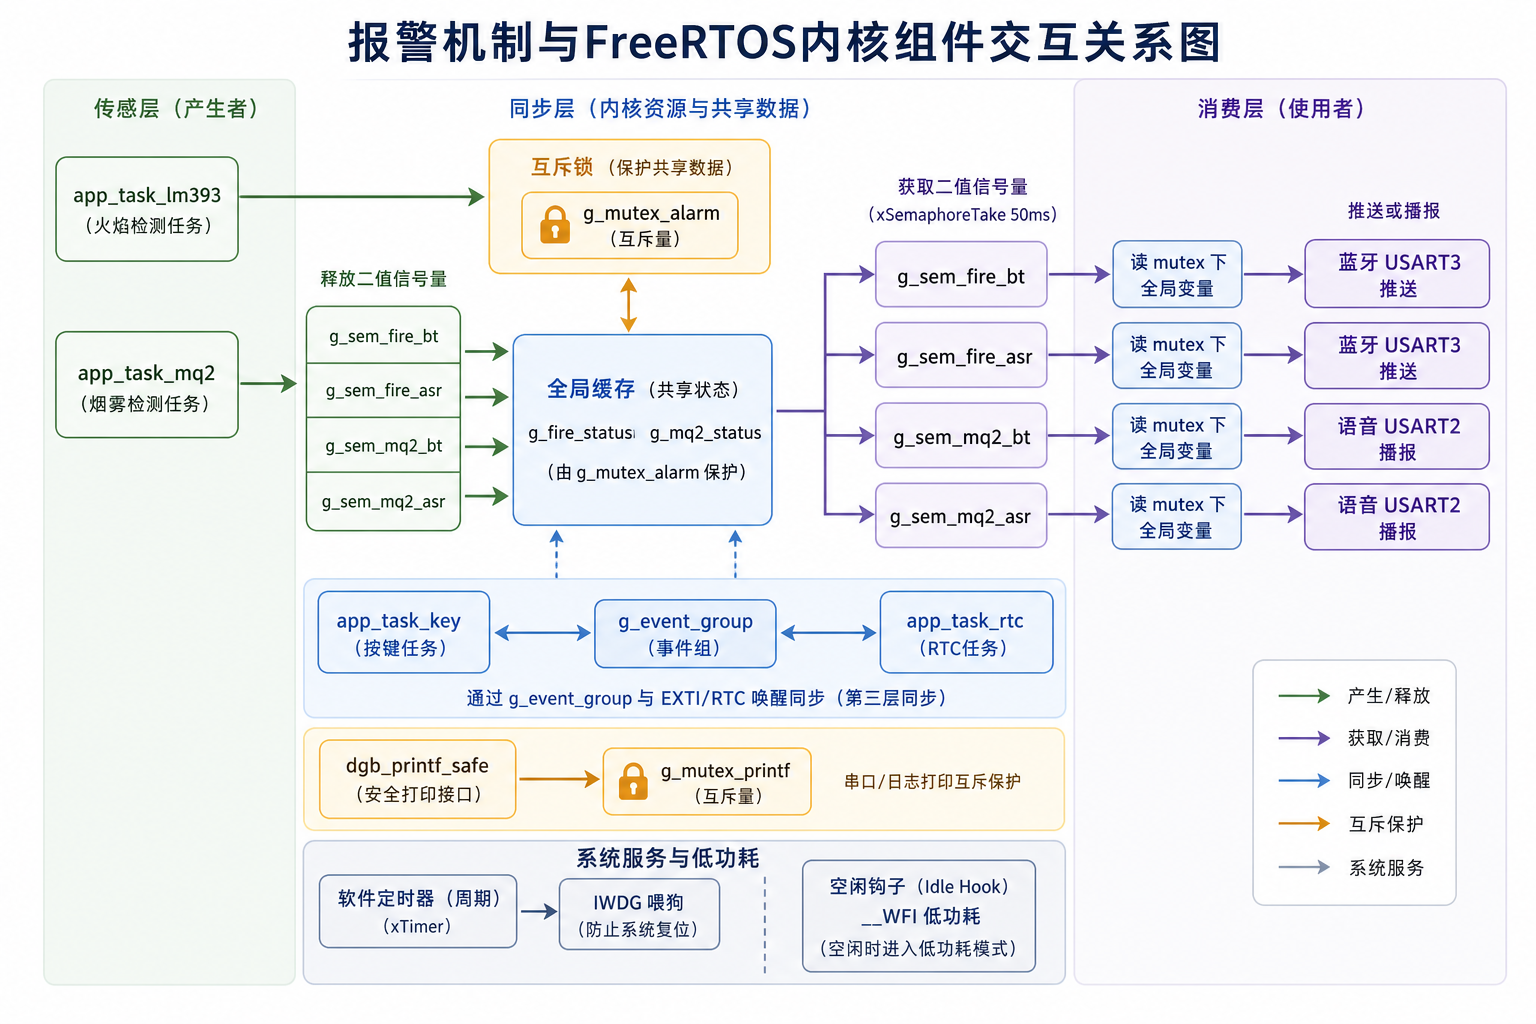 报警机制与FreeRTOS内核组件交互关系图
传感层（产生者）
app_task_lm393
（火焰检测任务）
app_task_mq2
（烟雾检测任务）
同步层（内核资源与共享数据）
互斥锁（保护共享数据）
g_mutex_alarm
（互斥量）
释放二值信号量
g_sem_fire_bt
g_sem_fire_asr
g_sem_mq2_bt
g_sem_mq2_asr
全局缓存（共享状态）
g_fire_status g_mq2_status
（由 g_mutex_alarm 保护）
获取二值信号量
（xSemaphoreTake 50ms）
g_sem_fire_bt
g_sem_fire_asr
g_sem_mq2_bt
g_sem_mq2_asr
消费层（使用者）
推送或播报
读 mutex 下
全局变量
蓝牙 USART3
推送
读 mutex 下
全局变量
蓝牙 USART3
推送
读 mutex 下
全局变量
语音 USART2
播报
读 mutex 下
全局变量
语音 USART2
播报
app_task_key
（按键任务）
g_event_group
（事件组）
app_task_rtc
（RTC任务）
通过 g_event_group 与 EXTI/RTC 唤醒同步（第三层同步）
dgb_printf_safe
（安全打印接口）
g_mutex_printf
（互斥量）
串口/日志打印互斥保护
系统服务与低功耗
软件定时器（周期）
（xTimer）
IWDG 喂狗
（防止系统复位）
空闲钩子（Idle Hook）
__WFI 低功耗
（空闲时进入低功耗模式）
产生/释放
获取/消费
同步/唤醒
互斥保护
系统服务